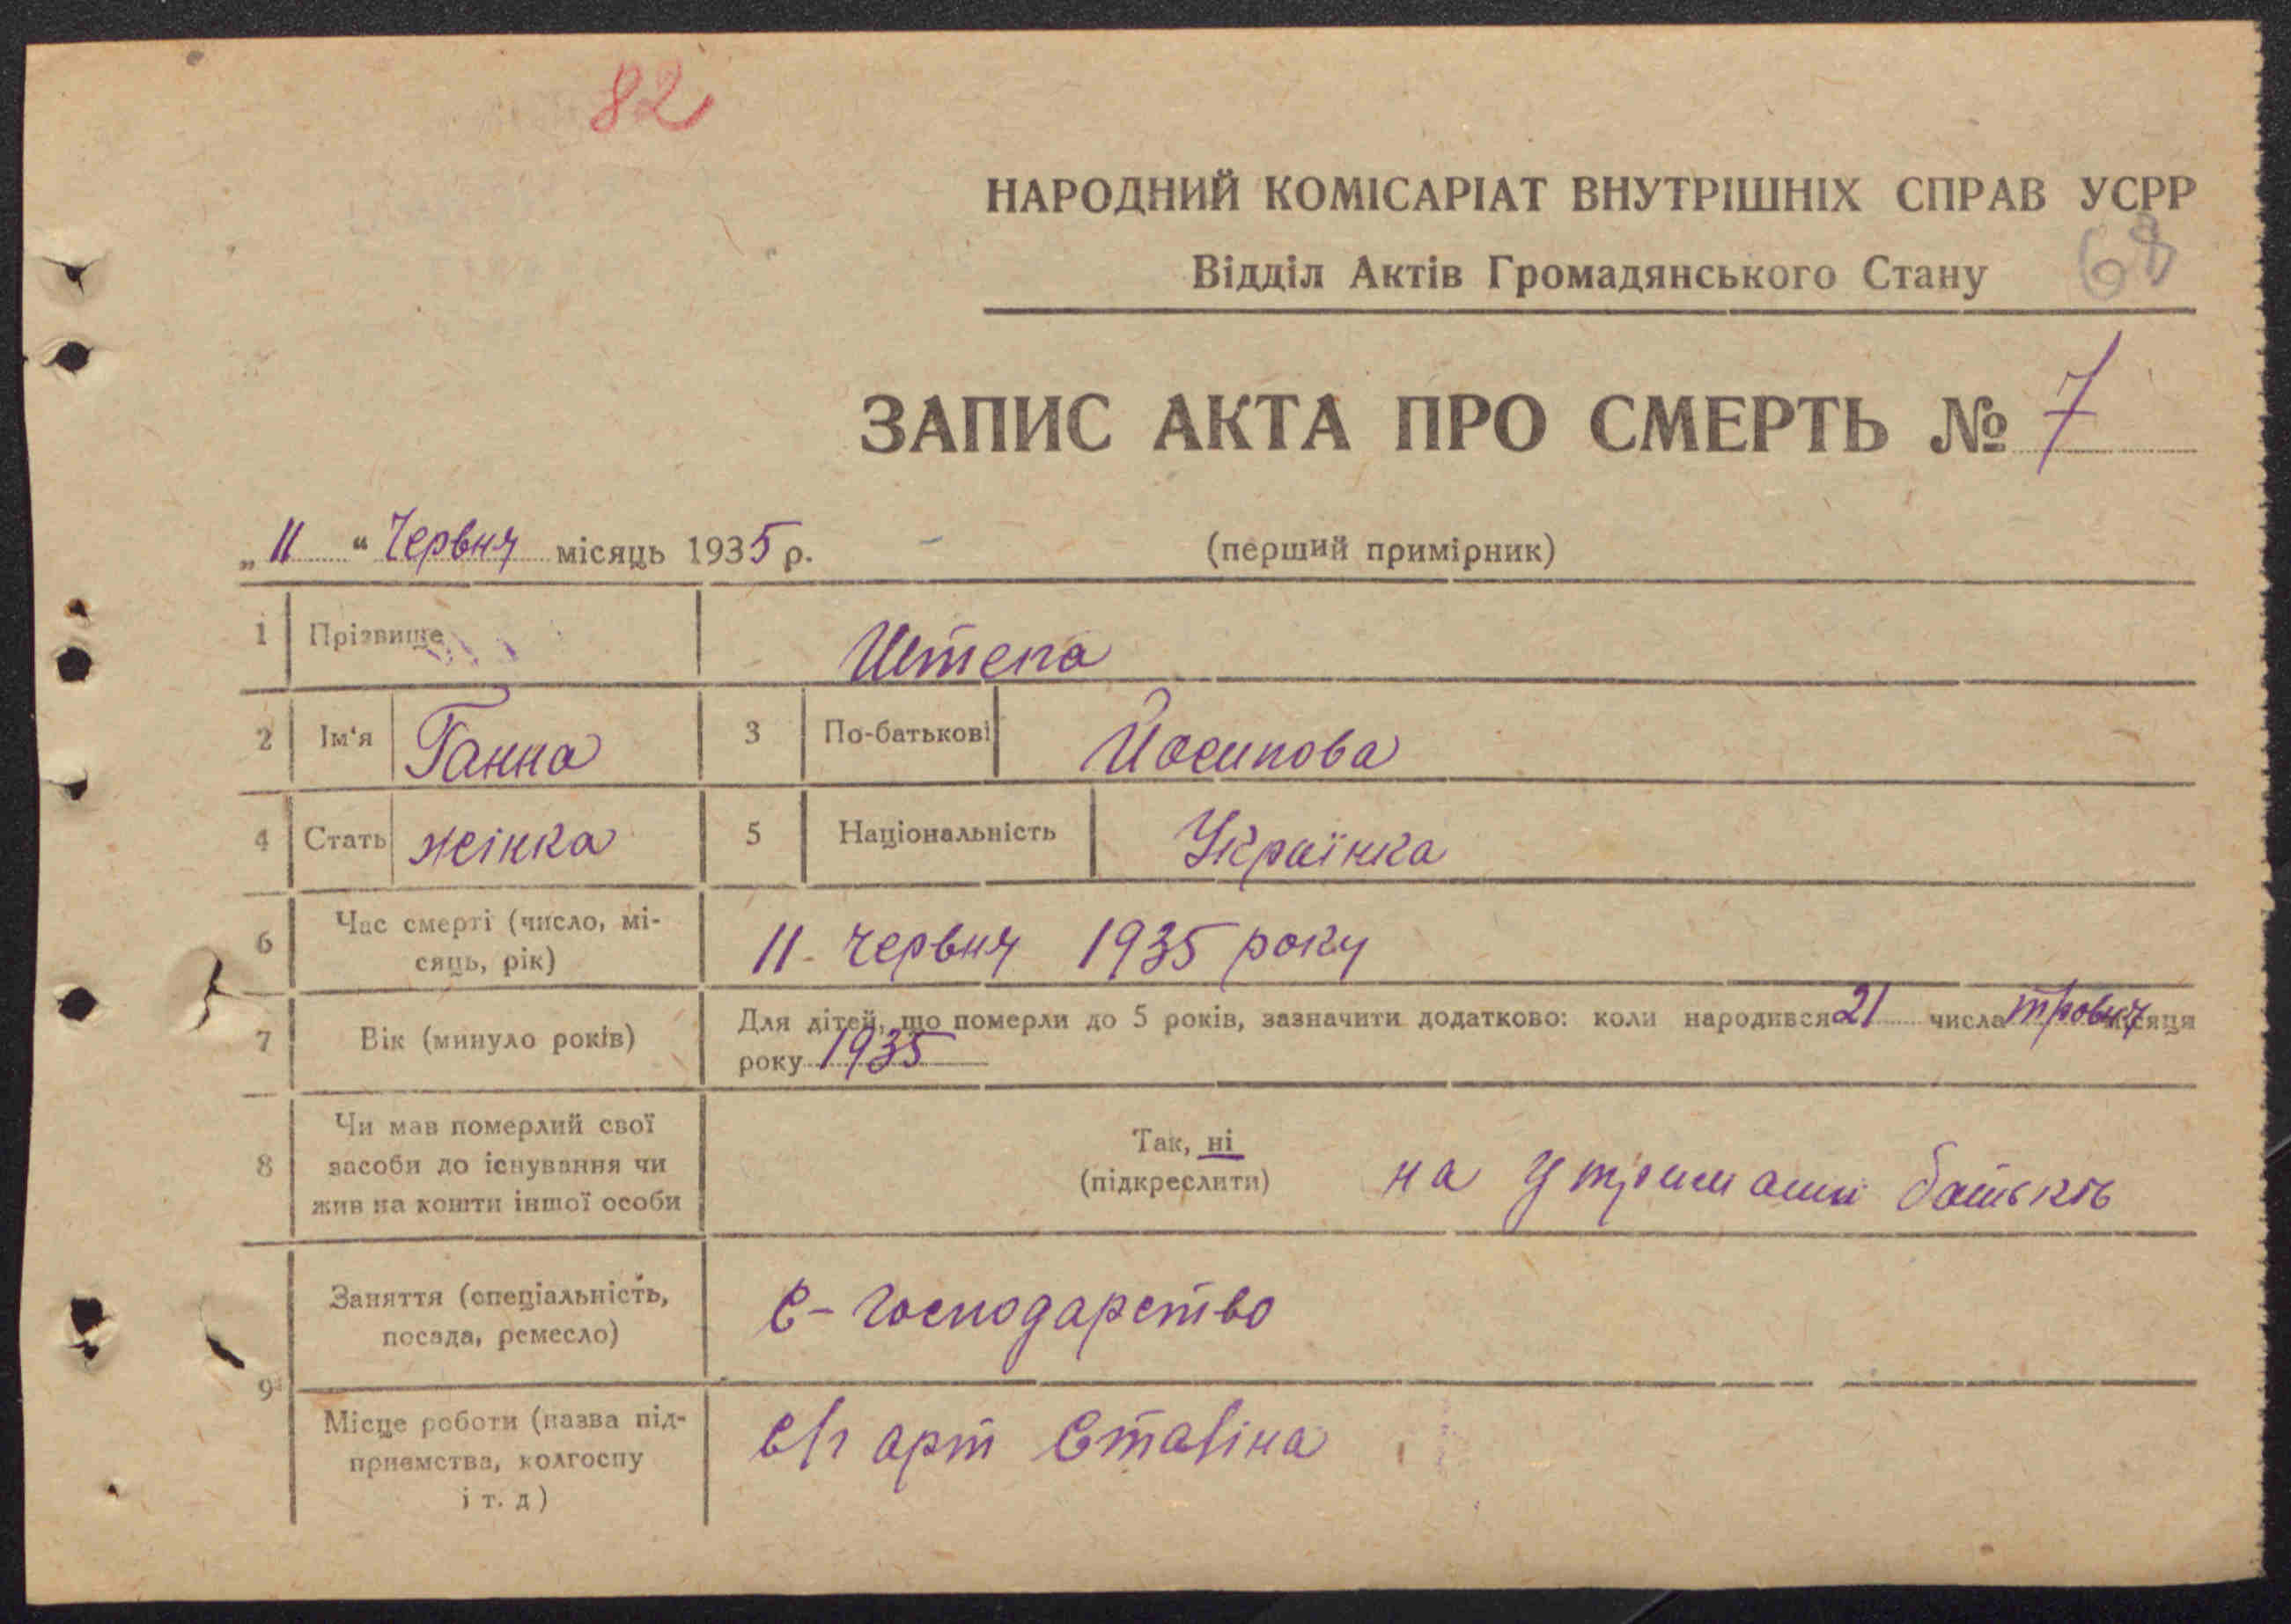 82
НАРОДНИЙ КОМІСАРІАТ ВНУТРІШНІХ СПРАВ УСРР
Відділ Актів Громадянського Стану
68
ЗАПИС АКТА ПРО СМЕРТЬ № 7
„ 11 “ Червня місяць 1935 р. (перший примірник)
1 Прізвище Штепа
2 Ім'я Ганна 3 По-батькові Йосипова
4 Стать жінка 5 Національність Українка
6 Час смерті (число, мі-
сяць, рік) 11. червня 1935 року
7 Вік (минуло років) Для дітей, що померли до 5 років, зазначити додатково: коли народився 21 числа травня місяця
року 1935
8 Чи мав померлий свої
засоби до існування чи
жив на кошти іншої особи
Так, ні
(підкреслити) на утриманні батьків
9 Заняття (спеціальність,
посада, ремесло) С-господарство
Місце роботи (назва під-
приємства, колгоспу
і т. д)
с/г арт Сталіна